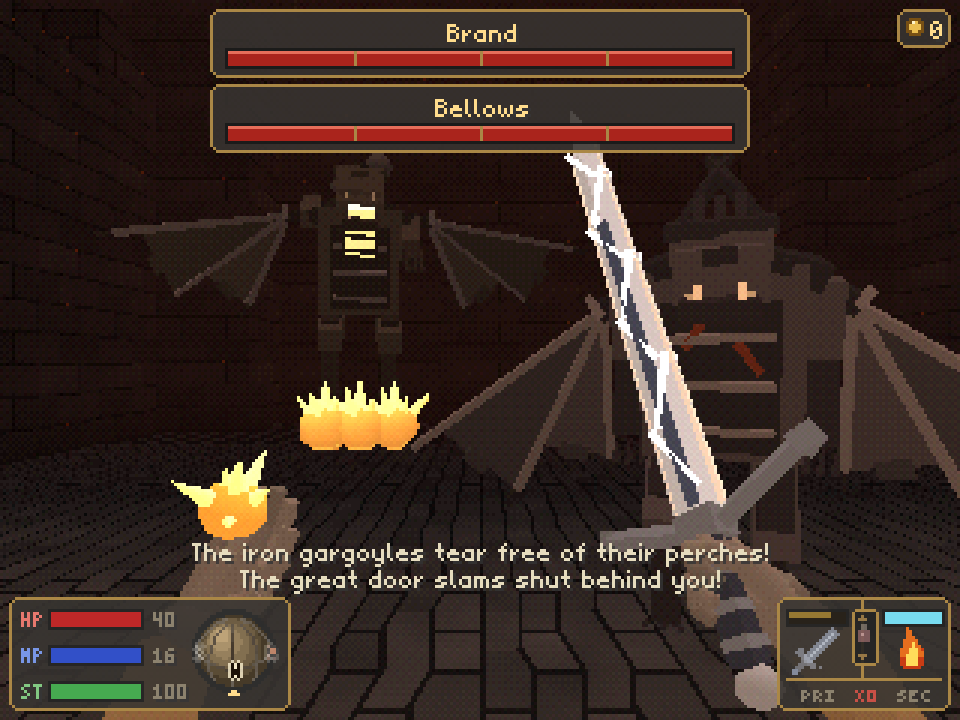 Brand
0
Bellows
The iron gargoyles tear free of their perches!
The great door slams shut behind you!
HP 40
MP 16
ST 100
N
PRI X0 SEC